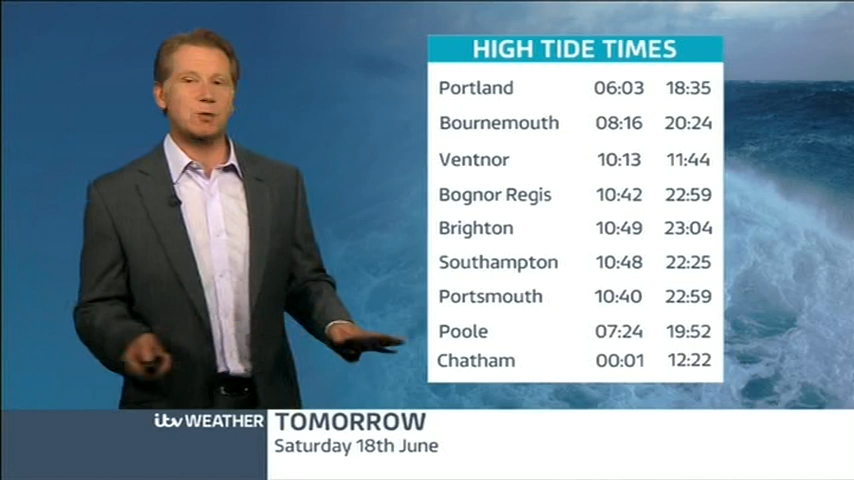 HIGH TIDE TIMES
Portland 06:03 18:35
Bournemouth 08:16 20:24
Ventnor 10:13 11:44
Bognor Regis 10:42 22:59
Brighton 10:49 23:04
Southampton 10:48 22:25
Portsmouth 10:40 22:59
Poole 07:24 19:52
Chatham 00:01 12:22
itv WEATHER TOMORROW
Saturday 18th June